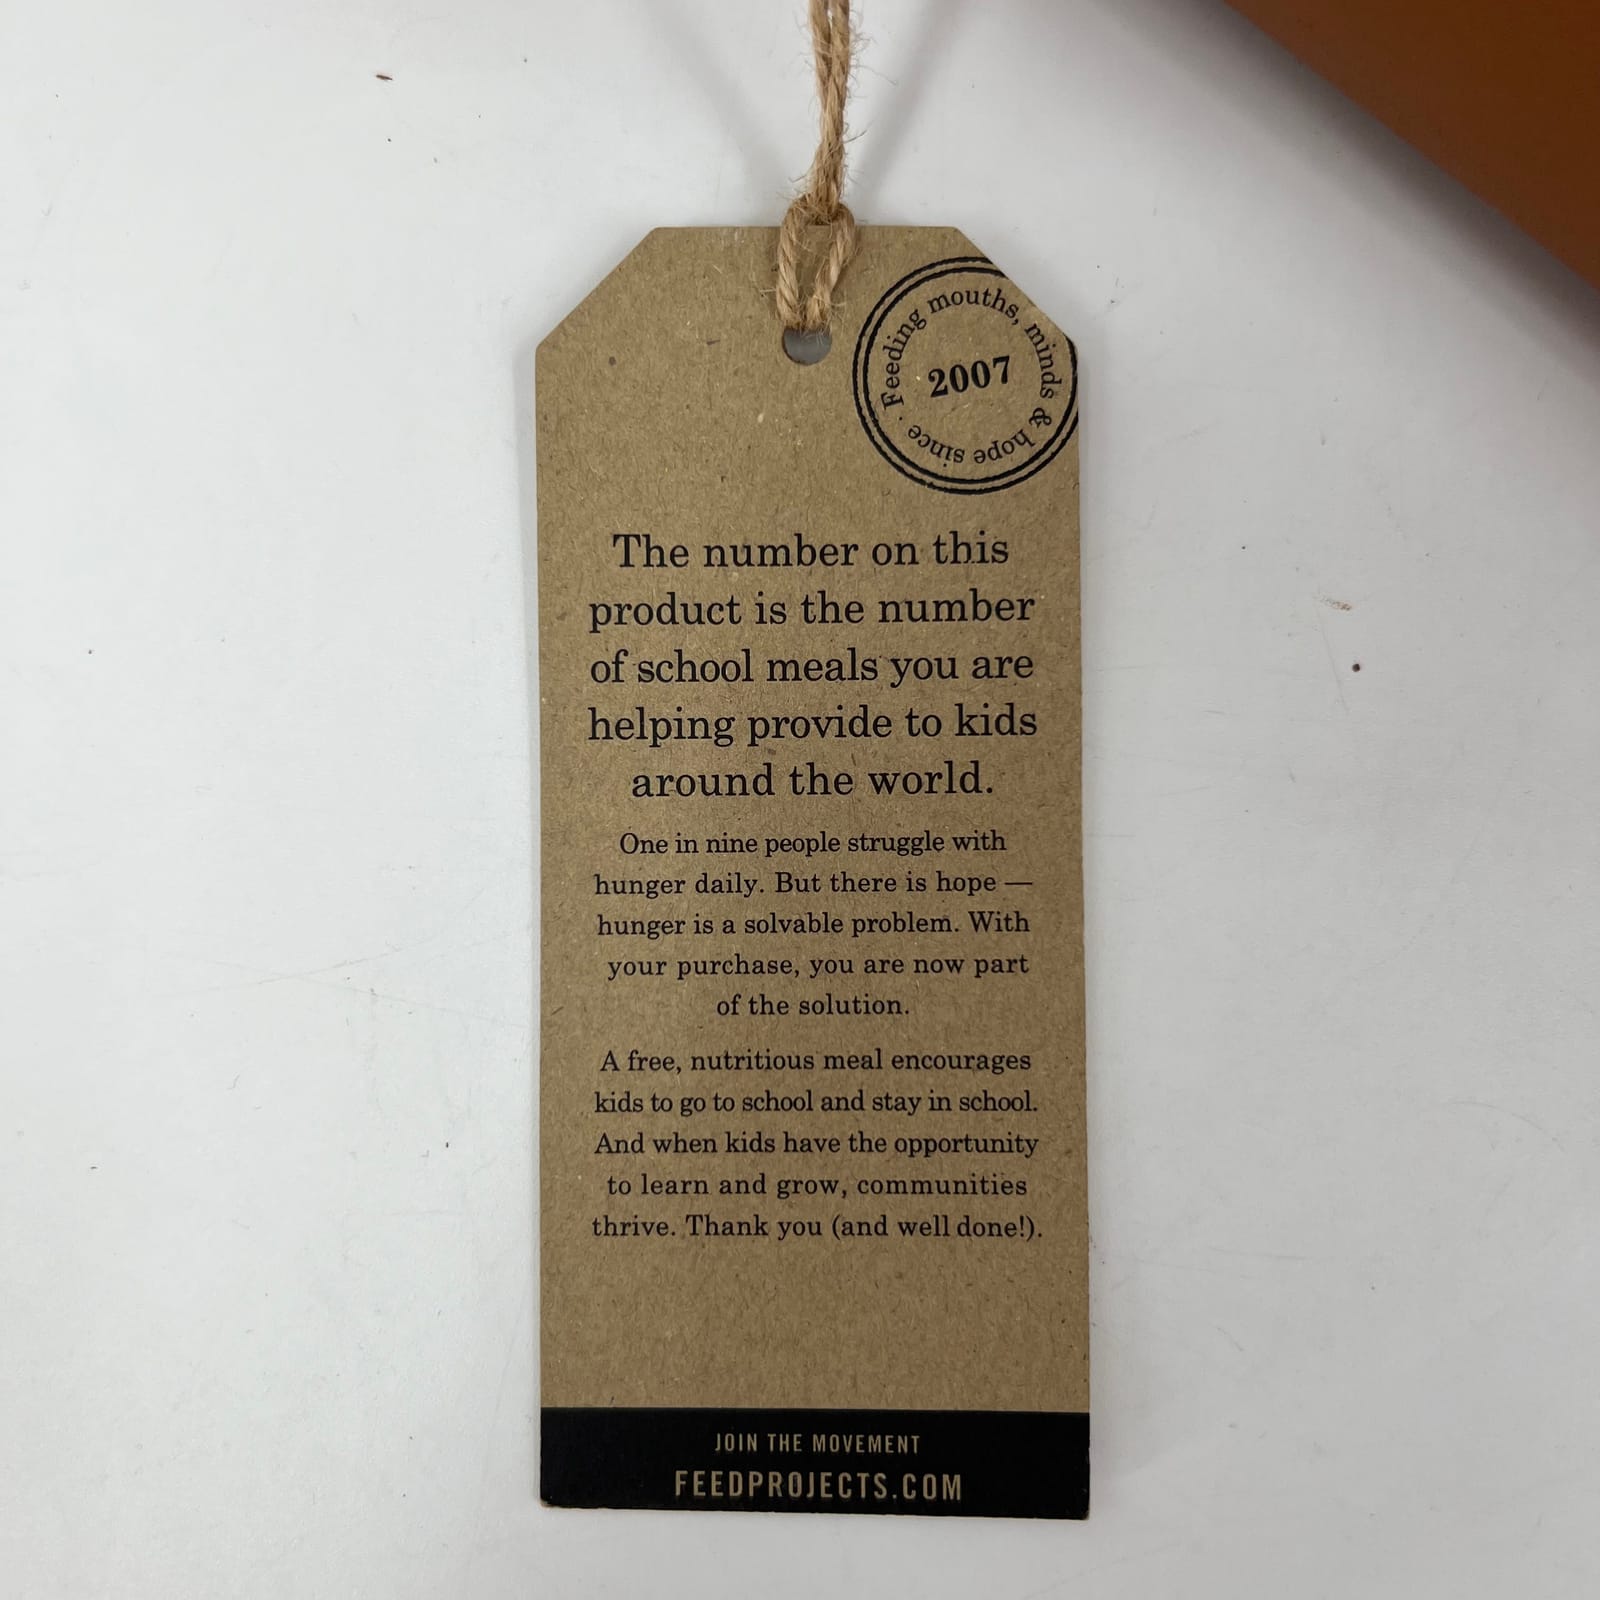 · Feeding mouths, minds & hope since
2007
The number on this
product is the number
of school meals you are
helping provide to kids
around the world.
One in nine people struggle with
hunger daily. But there is hope —
hunger is a solvable problem. With
your purchase, you are now part
of the solution.
A free, nutritious meal encourages
kids to go to school and stay in school.
And when kids have the opportunity
to learn and grow, communities
thrive. Thank you (and well done!).
JOIN THE MOVEMENT
FEEDPROJECTS.COM